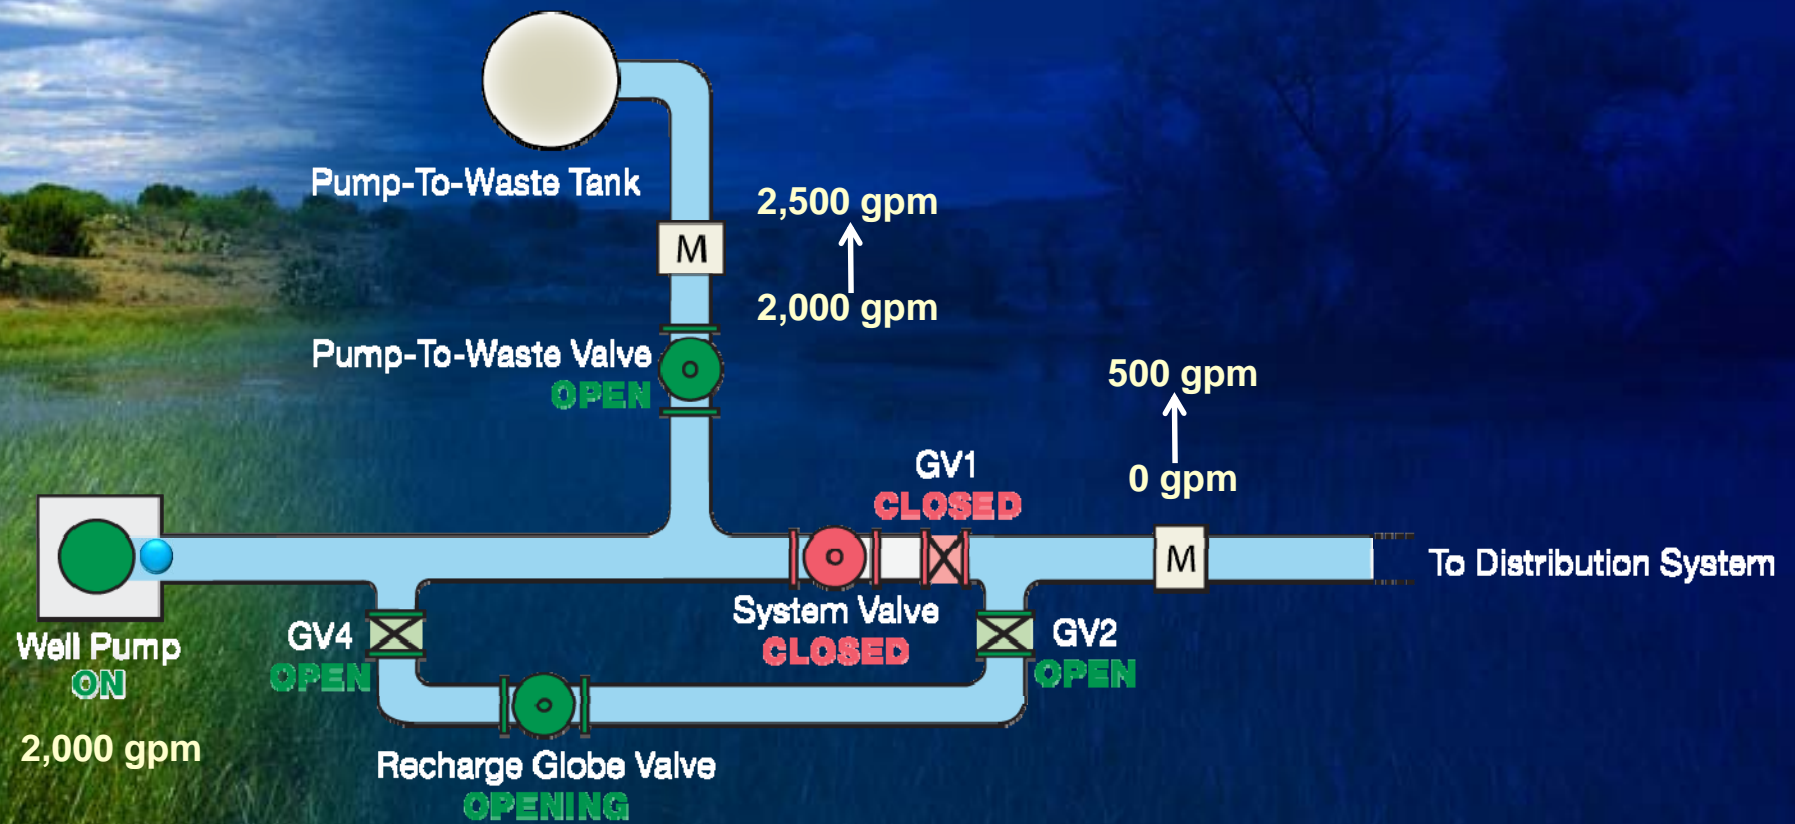 Pump-To-Waste Tank
2,500 gpm
M
2,000 gpm
Pump-To-Waste Valve
OPEN
500 gpm
GV1
CLOSED
0 gpm
M
To Distribution System
System Valve
CLOSED
Well Pump
ON
GV4
OPEN
GV2
OPEN
2,000 gpm
Recharge Globe Valve
OPENING